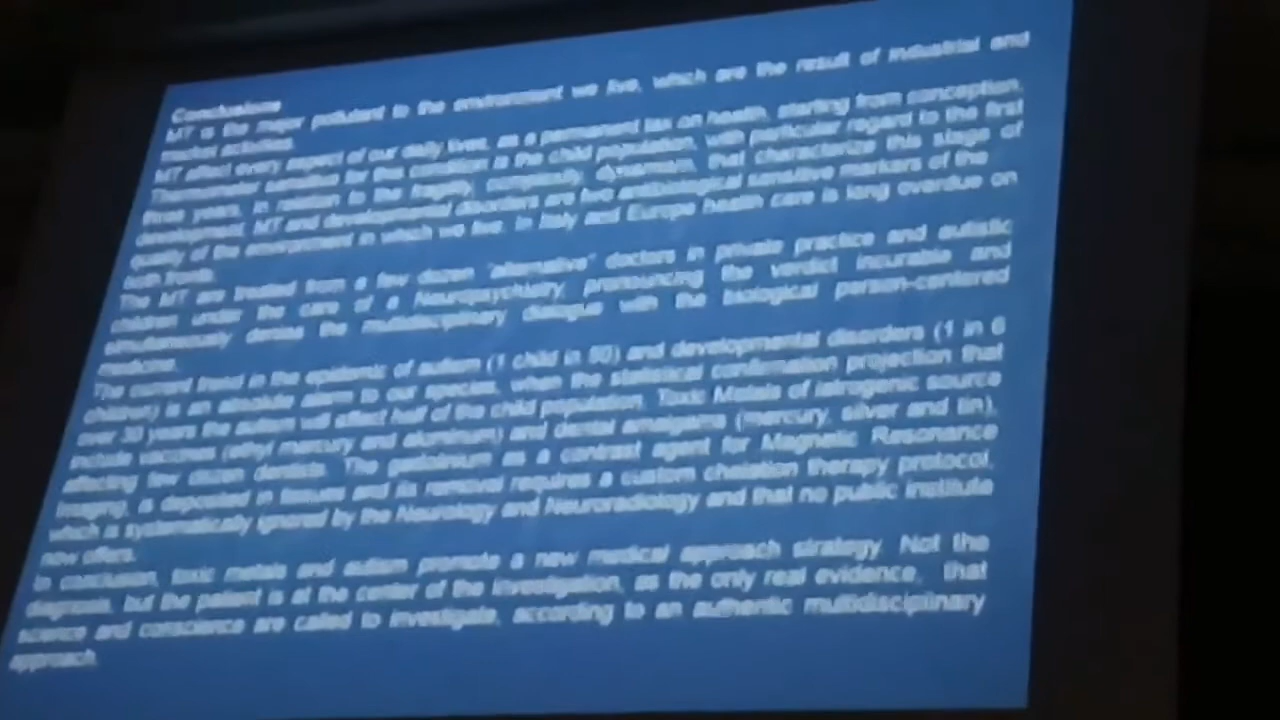 Conclusions
MT is the major pollutant in the environment we live, which are the result of industrial and
social activities.
MT affect every aspect of our daily lives, as a permanent tax on health, starting from conception.
for this condition is the child population, with particular regard to the first
three years, in relation to the fragility, complexity, that characterize this stage of
development. MT and developmental disorders are two sensitive markers of the
quality of the environment in which we live. In Italy and Europe health care is long overdue on
both fronts.
The MT are treated from a few dozen "alternative" doctors in private practice and autistic
children under the care of a Neuropsychiatry pronouncing the verdict incurable and
simultaneously denies the multidisciplinary dialogue with the biological person-centered
medicine.
The current trend in the epidemic of autism (1 child in 50) and developmental disorders (1 in 6
children) is an absolute alarm to our species, when the statistical confirmation projection that
over 30 years the autism will affect half of the child population. Toxic Metals of iatrogenic source
include vaccines (ethyl mercury and aluminum) and dental amalgams (mercury, silver and tin),
affecting few dozen dentists. The gadolinium as a contrast agent for Magnetic Resonance
Imaging, is deposited in tissues and its removal requires a custom chelation therapy protocol,
which is systematically ignored by the Neurology and Neuroradiology and that no public institute
now offers.
In conclusion, toxic metals and autism promote a new medical approach strategy. Not the
diagnosis, but the patient is at the center of the investigation, as the only real evidence, that
science and conscience are called to investigate, according to an authentic multidisciplinary
approach.